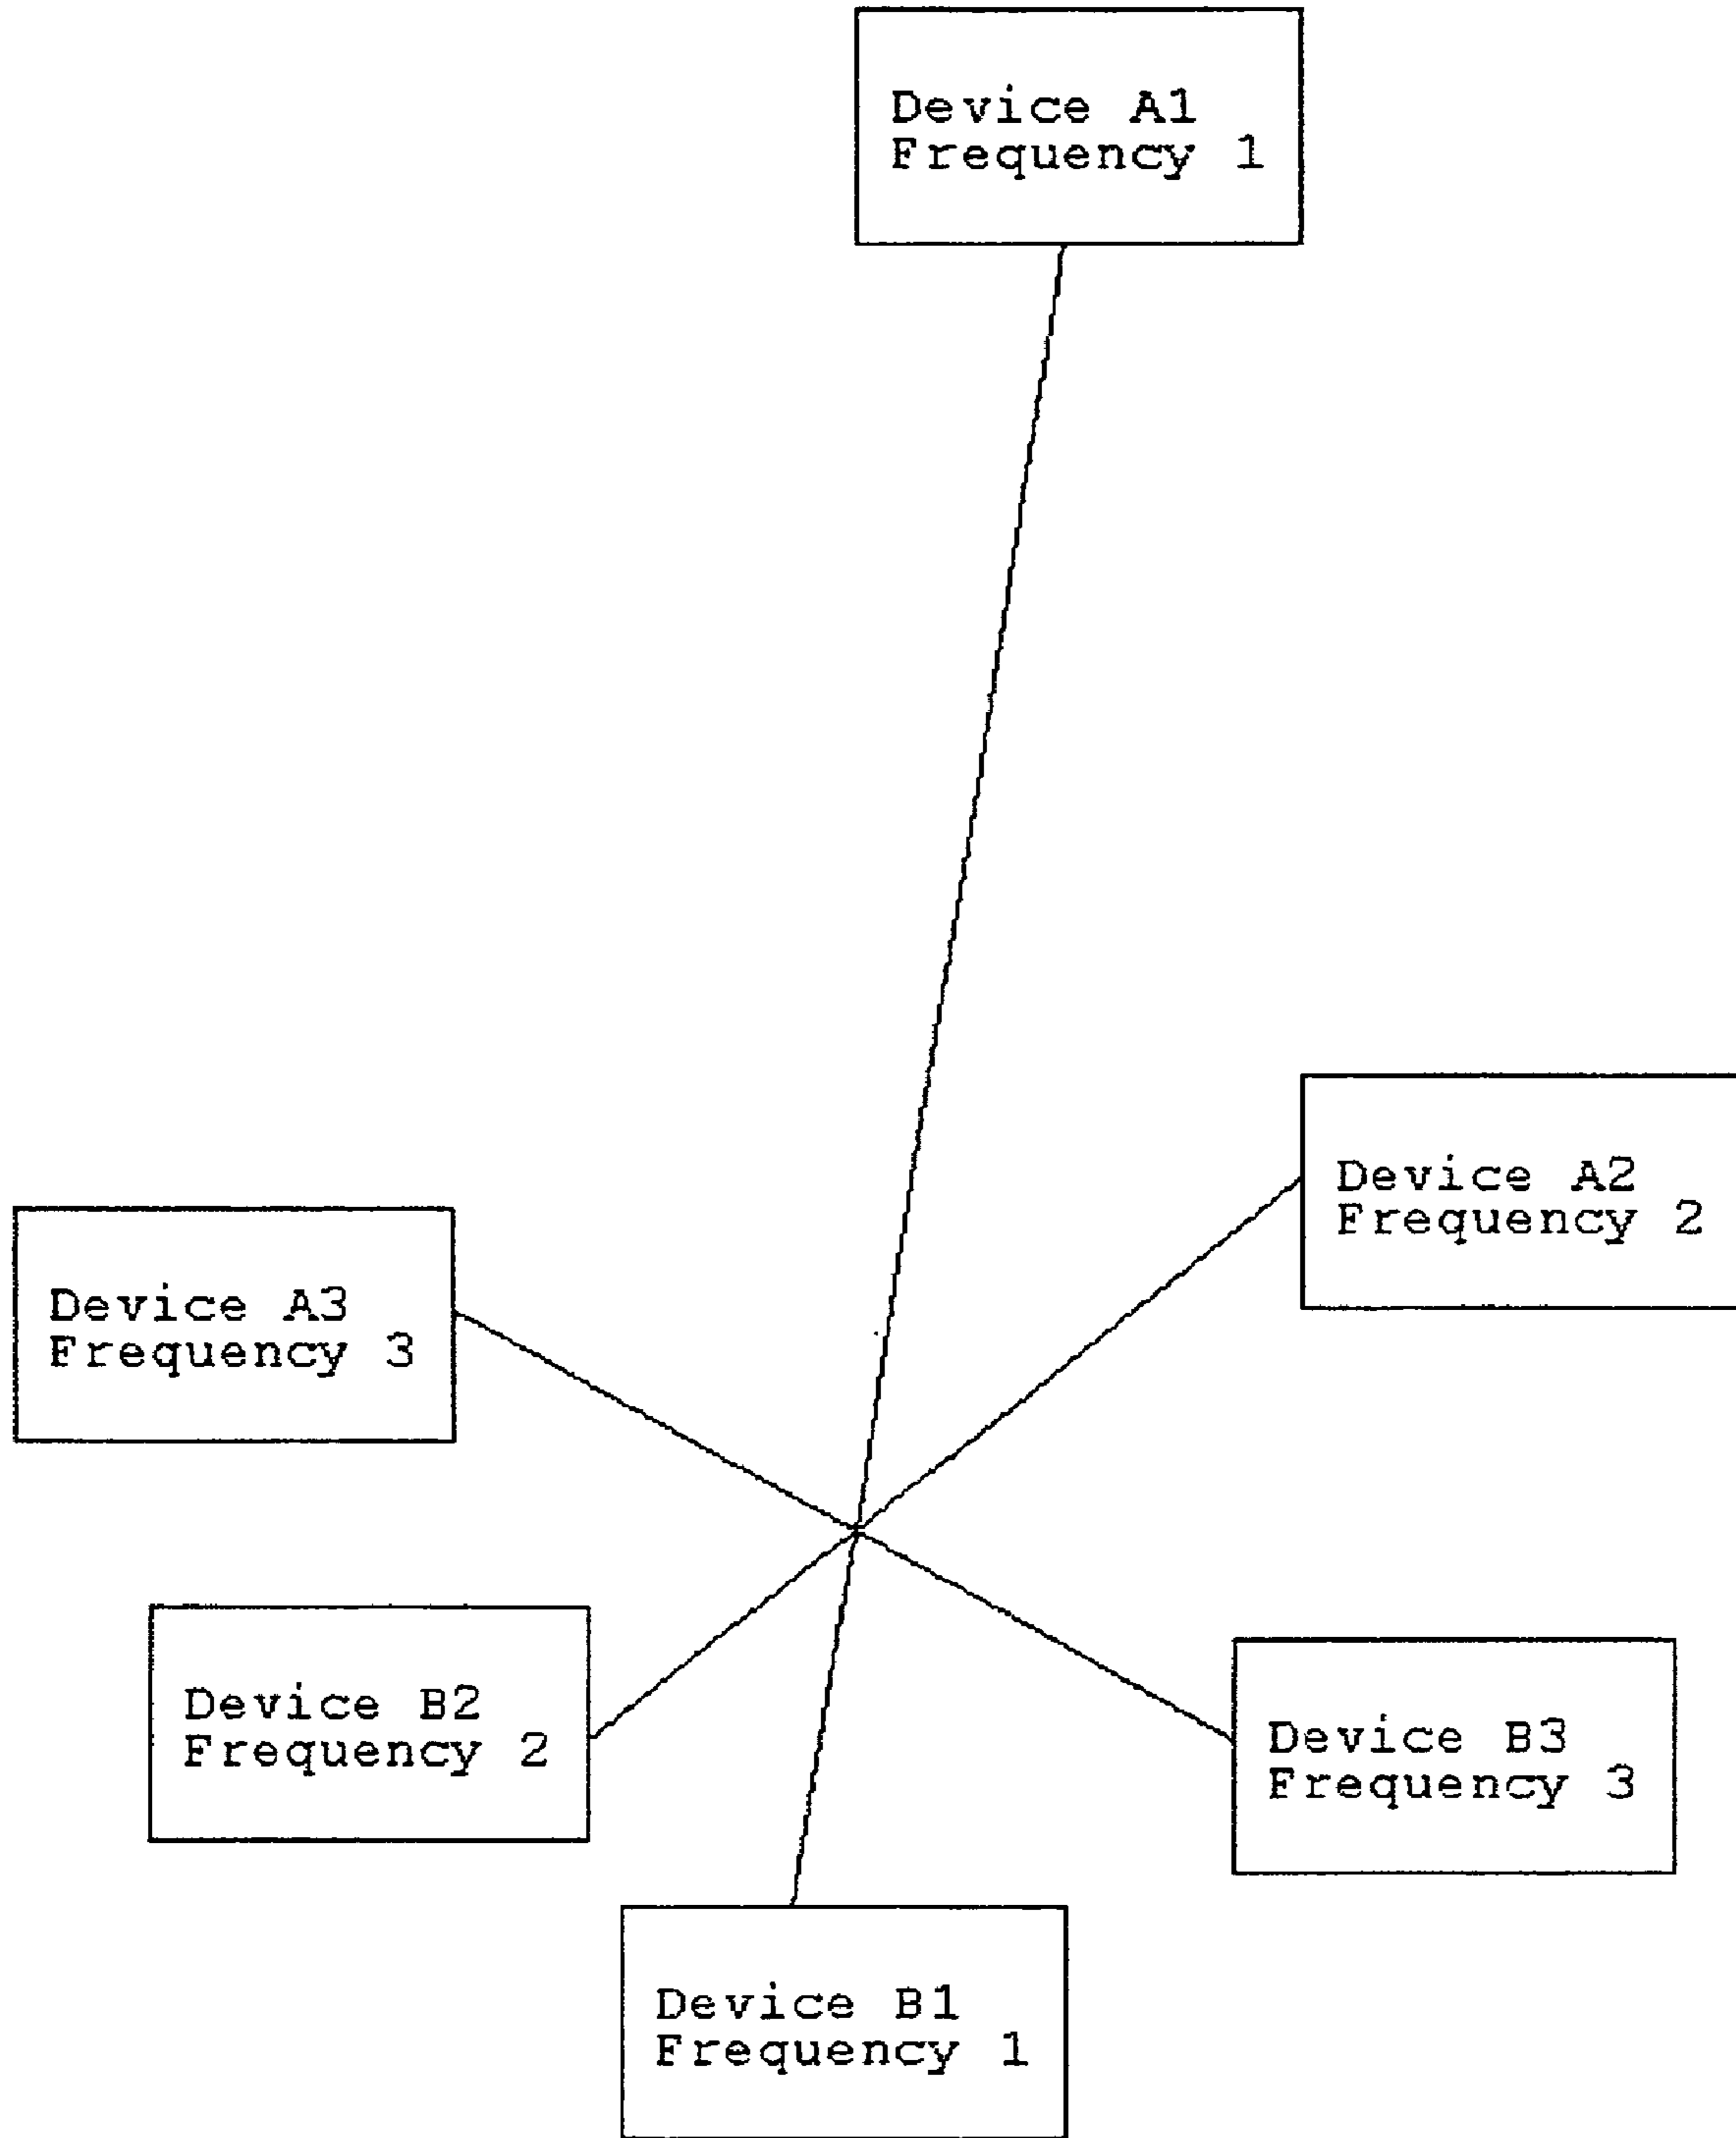 Device A1
Frequency 1
Device A2
Frequency 2
Device A3
Frequency 3
Device B2
Frequency 2
Device B3
Frequency 3
Device B1
Frequency 1